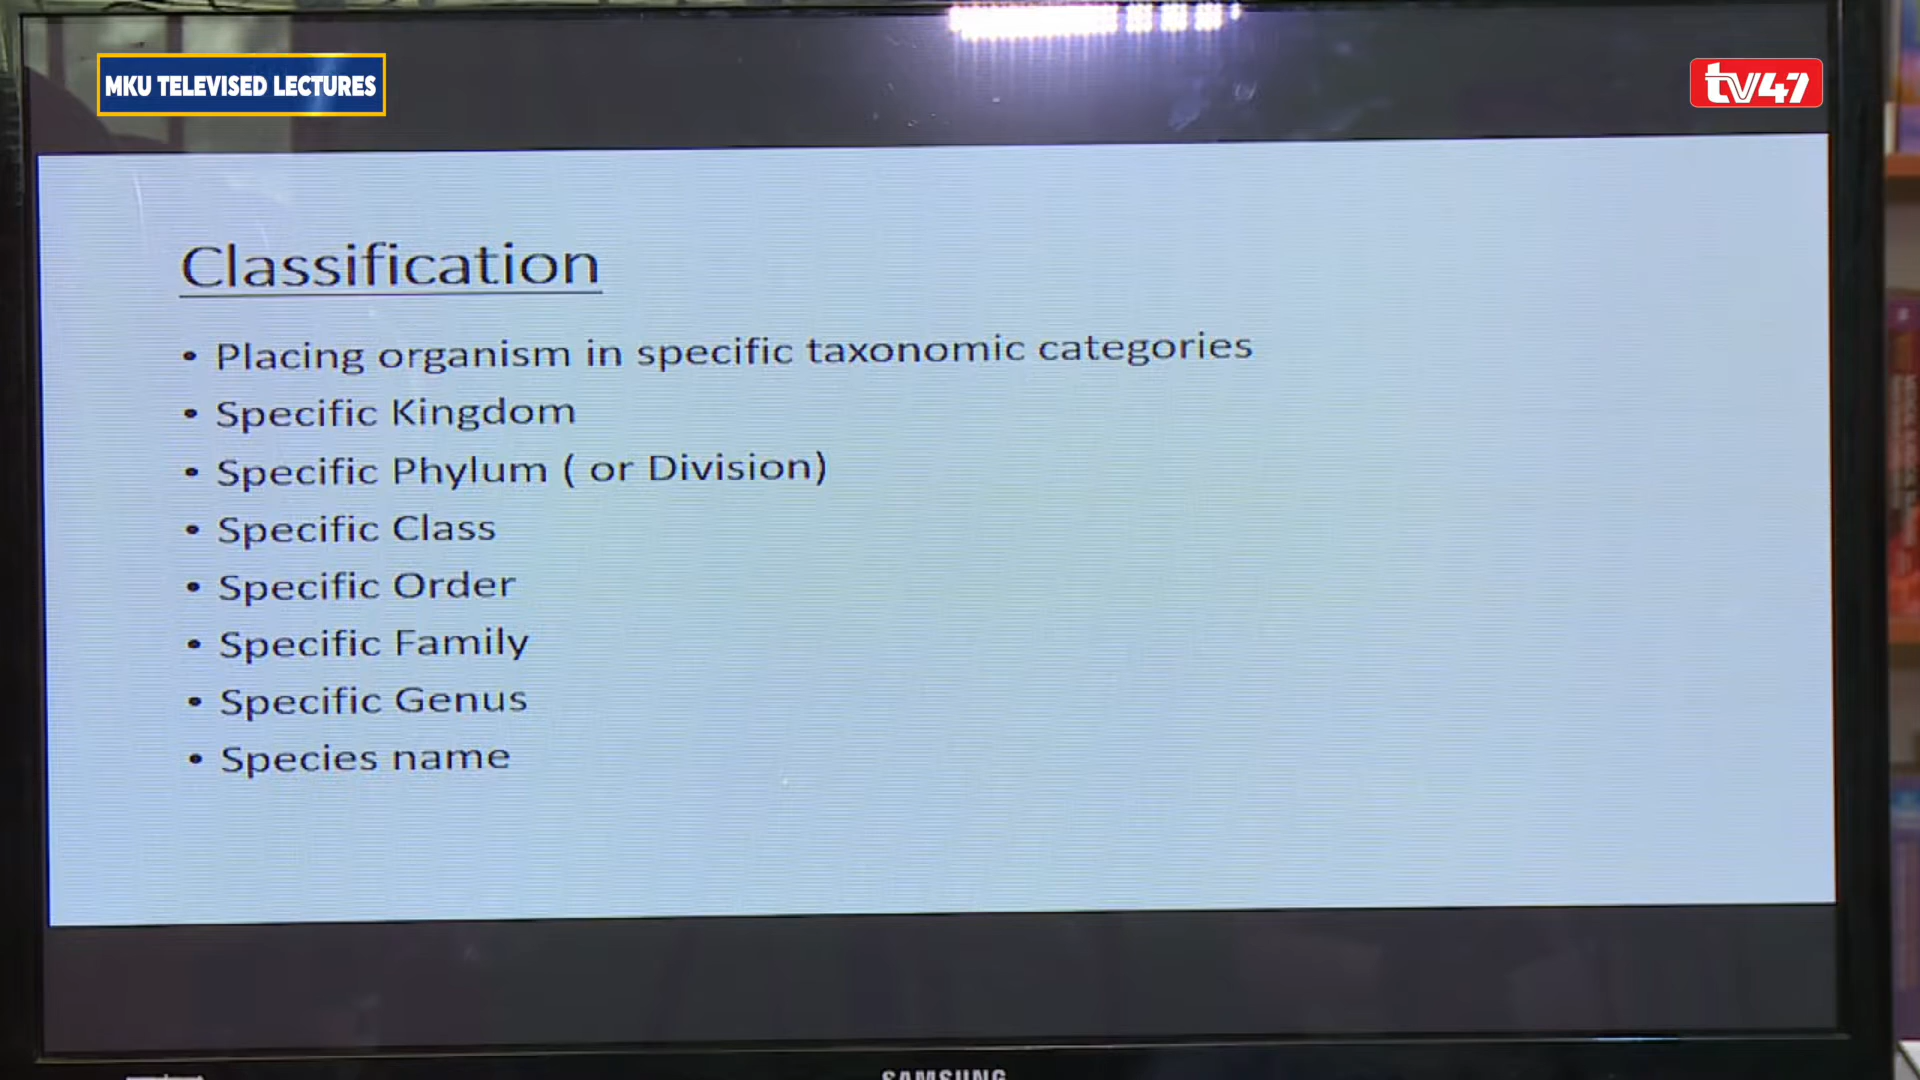 MKU TELEVISED LECTURES
tv47
Classification
• Placing organism in specific taxonomic categories
• Specific Kingdom
• Specific Phylum ( or Division)
• Specific Class
• Specific Order
• Specific Family
• Specific Genus
• Species name
SAMSUNG